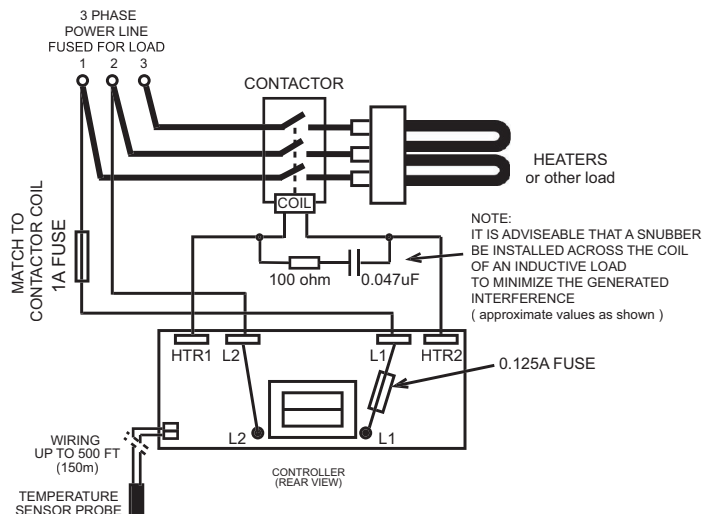 3 PHASE
POWER LINE
FUSED FOR LOAD
1 2 3
CONTACTOR
HEATERS
or other load
COIL
MATCH TO
CONTACTOR COIL
1A FUSE
100 ohm
0.047uF
NOTE:
IT IS ADVISEABLE THAT A SNUBBER
BE INSTALLED ACROSS THE COIL
OF AN INDUCTIVE LOAD
TO MINIMIZE THE GENERATED
INTERFERENCE
( approximate values as shown )
HTR1 L2 L1 HTR2
0.125A FUSE
L2 L1
WIRING
UP TO 500 FT
(150m)
CONTROLLER
(REAR VIEW)
TEMPERATURE
SENSOR PROBE